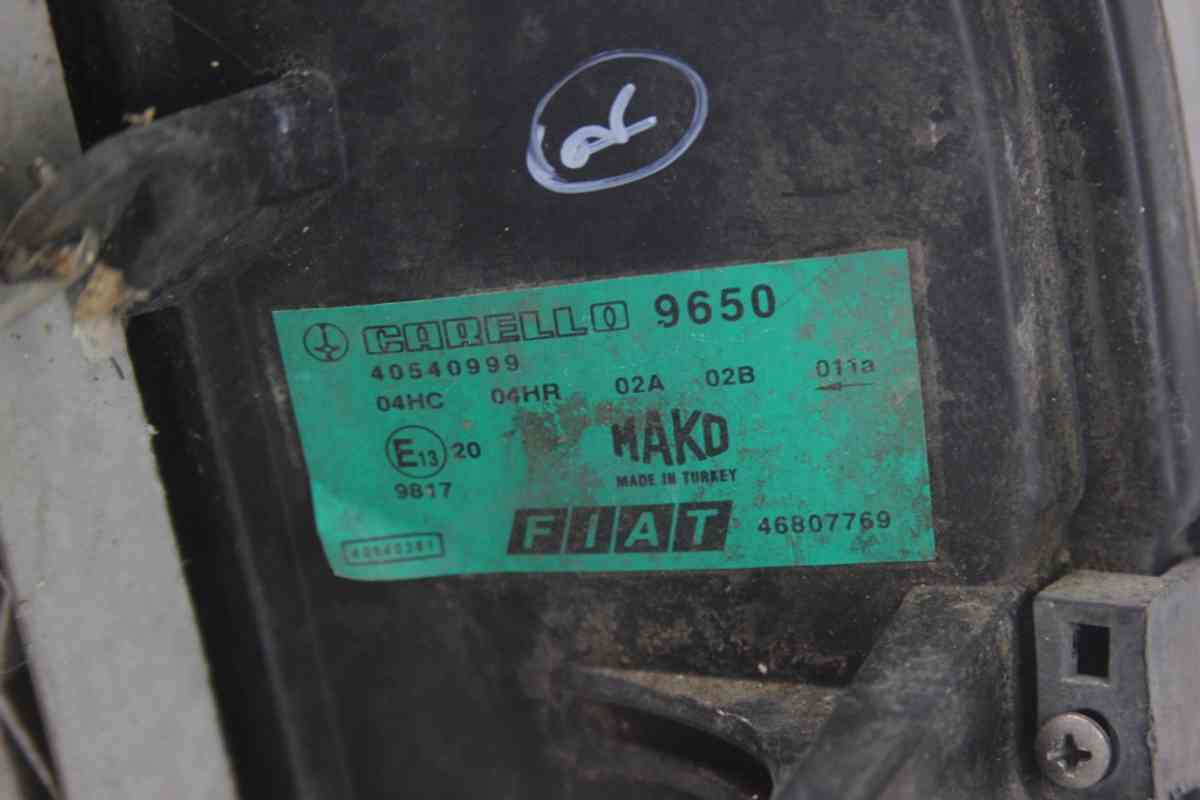 CARELLO 9650
40540999
04HC 04HR 02A 02B 011a
E13 20
9817
MAKO
MADE IN TURKEY
FIAT 46807769